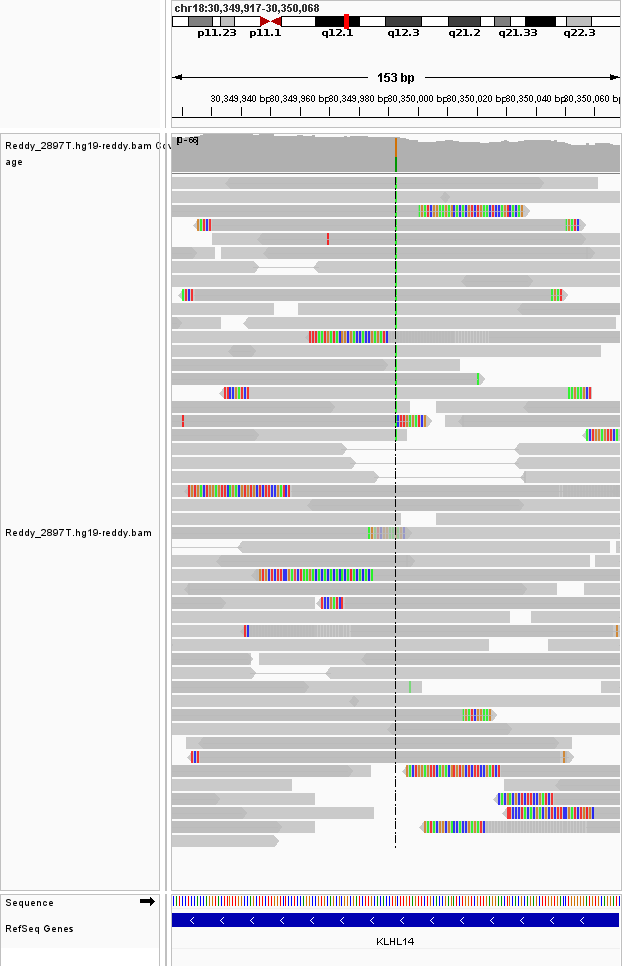 chr18:30,349,917-30,350,068
p11.23 p11.1 q12.1 q12.3 q21.2 q21.33 q22.3
153 bp
30,349,940 bp 30,349,960 bp 30,349,980 bp 30,350,000 bp 30,350,020 bp 30,350,040 bp 30,350,060 bp
Reddy_2897T.hg19-reddy.bam Cov
age
Reddy_2897T.hg19-reddy.bam
Sequence
RefSeq Genes
KLHL14